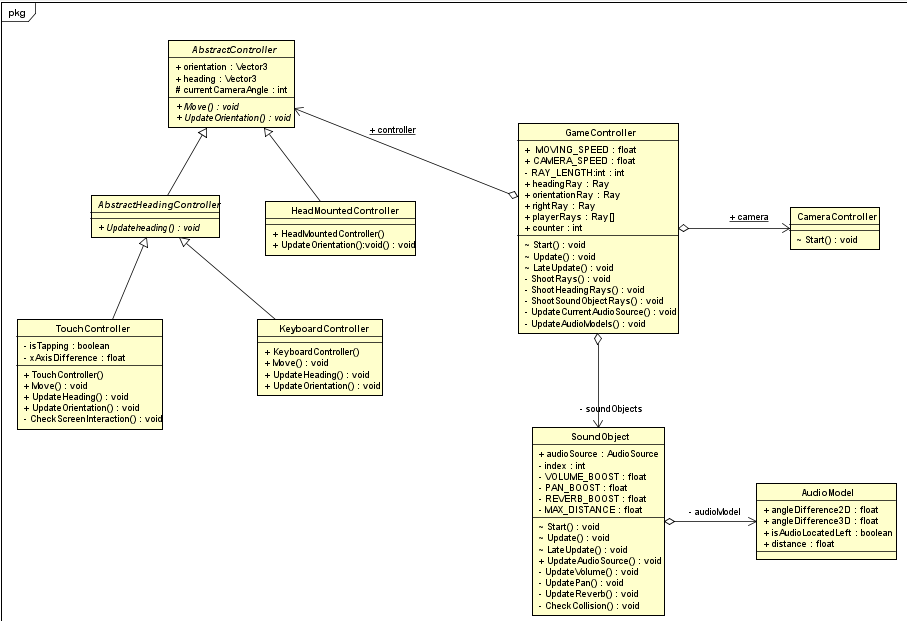 pkg
AbstractController
+ orientation : Vector3
+ heading : Vector3
# currentCameraAngle : int
+ Move() : void
+ UpdateOrientation() : void
+ controller
GameController
+ MOVING_SPEED : float
+ CAMERA_SPEED : float
- RAY_LENGTH:int : int
+ headingRay : Ray
+ orientationRay : Ray
+ rightRay : Ray
+ playerRays : Ray[]
+ counter : int
~ Start() : void
~ Update() : void
~ LateUpdate() : void
- ShootRays() : void
- ShootHeadingRays() : void
- ShootSoundObjectRays() : void
- UpdateCurrentAudioSource() : void
- UpdateAudioModels() : void
+ camera
CameraController
~ Start() : void
AbstractHeadingController
+ Updateheading() : void
HeadMountedController
+ HeadMountedController()
+ UpdateOrientation():void() : void
TouchController
- isTapping : boolean
- xAxisDifference : float
+ TouchController()
+ Move() : void
+ UpdateHeading() : void
+ UpdateOrientation() : void
- CheckScreenInteraction() : void
KeyboardController
+ KeyboardController()
+ Move() : void
+ UpdateHeading() : void
+ UpdateOrientation() : void
- soundObjects
SoundObject
+ audioSource : AudioSource
- index : int
- VOLUME_BOOST : float
- PAN_BOOST : float
- REVERB_BOOST : float
- MAX_DISTANCE : float
~ Start() : void
~ Update() : void
~ LateUpdate() : void
+ UpdateAudioSource() : void
- UpdateVolume() : void
- UpdatePan() : void
- UpdateReverb() : void
- CheckCollision() : void
- audioModel
AudioModel
+ angleDifference2D : float
+ angleDifference3D : float
+ isAudioLocatedLeft : boolean
+ distance : float